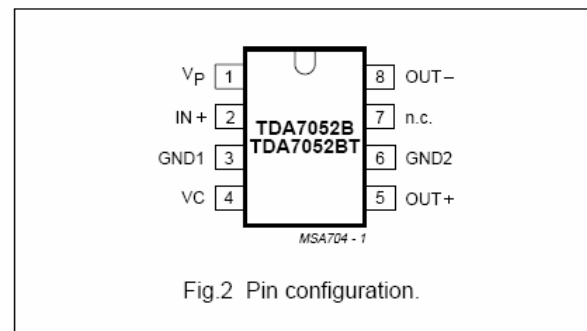 VP 1 8 OUT−
IN + 2 7 n.c.
TDA7052B
TDA7052BT
GND1 3 6 GND2
VC 4 5 OUT+
MSA704 - 1
Fig.2 Pin configuration.